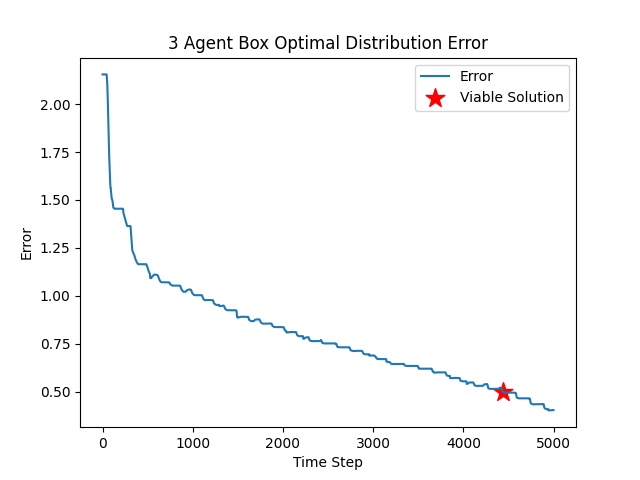 3 Agent Box Optimal Distribution Error
Error
Viable Solution
2.00
1.75
1.50
1.25
1.00
0.75
0.50
Error
0
1000
2000
3000
4000
5000
Time Step